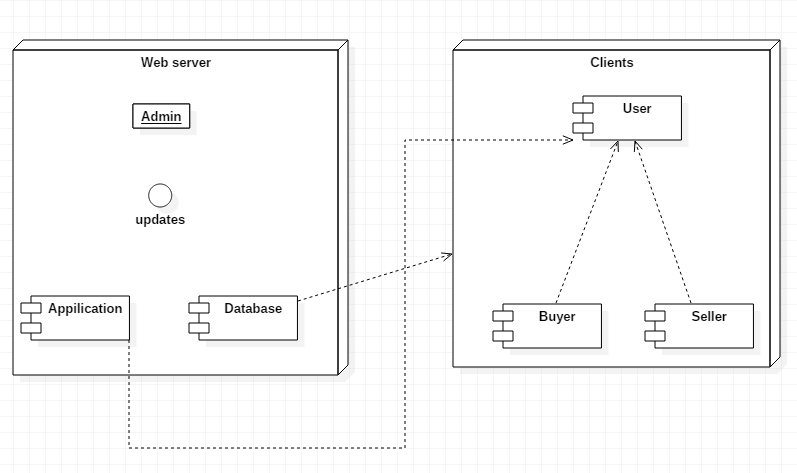 Web server
Admin
updates
Appilication
Database
Clients
User
Buyer
Seller